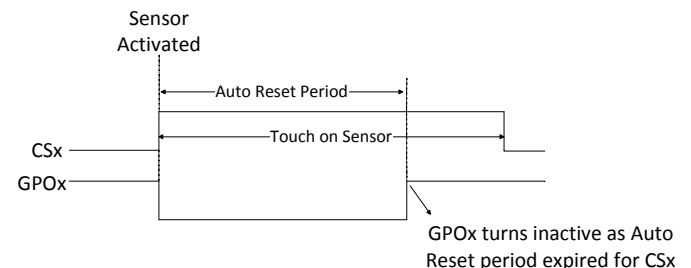 Sensor
Activated
Auto Reset Period
Touch on Sensor
CSx
GPOx
GPOx turns inactive as Auto
Reset period expired for CSx